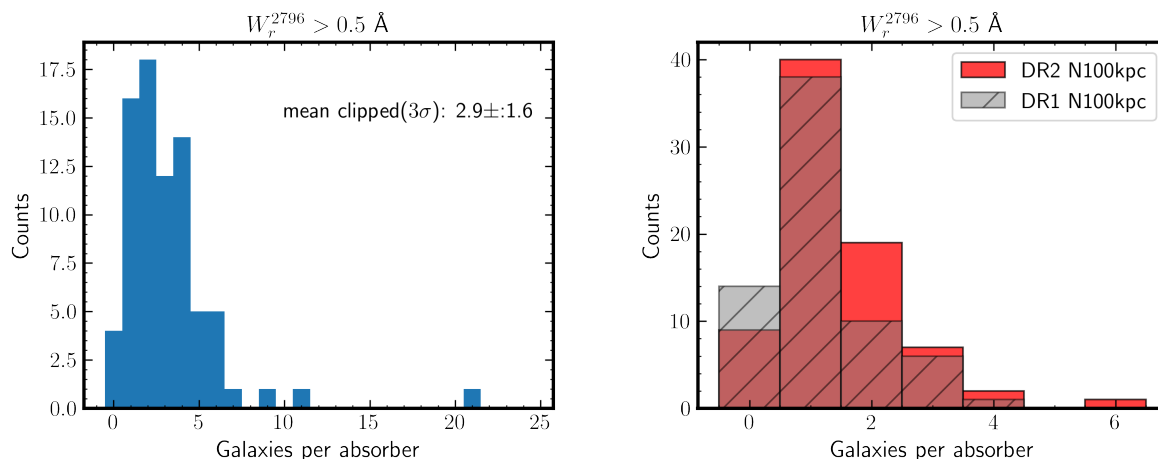 W_r^2796 > 0.5 Å
mean clipped(3σ): 2.9±:1.6
Counts
17.5
15.0
12.5
10.0
7.5
5.0
2.5
0.0
0 5 10 15 20 25
Galaxies per absorber
W_r^2796 > 0.5 Å
DR2 N100kpc
DR1 N100kpc
Counts
40
30
20
10
0
0 2 4 6
Galaxies per absorber